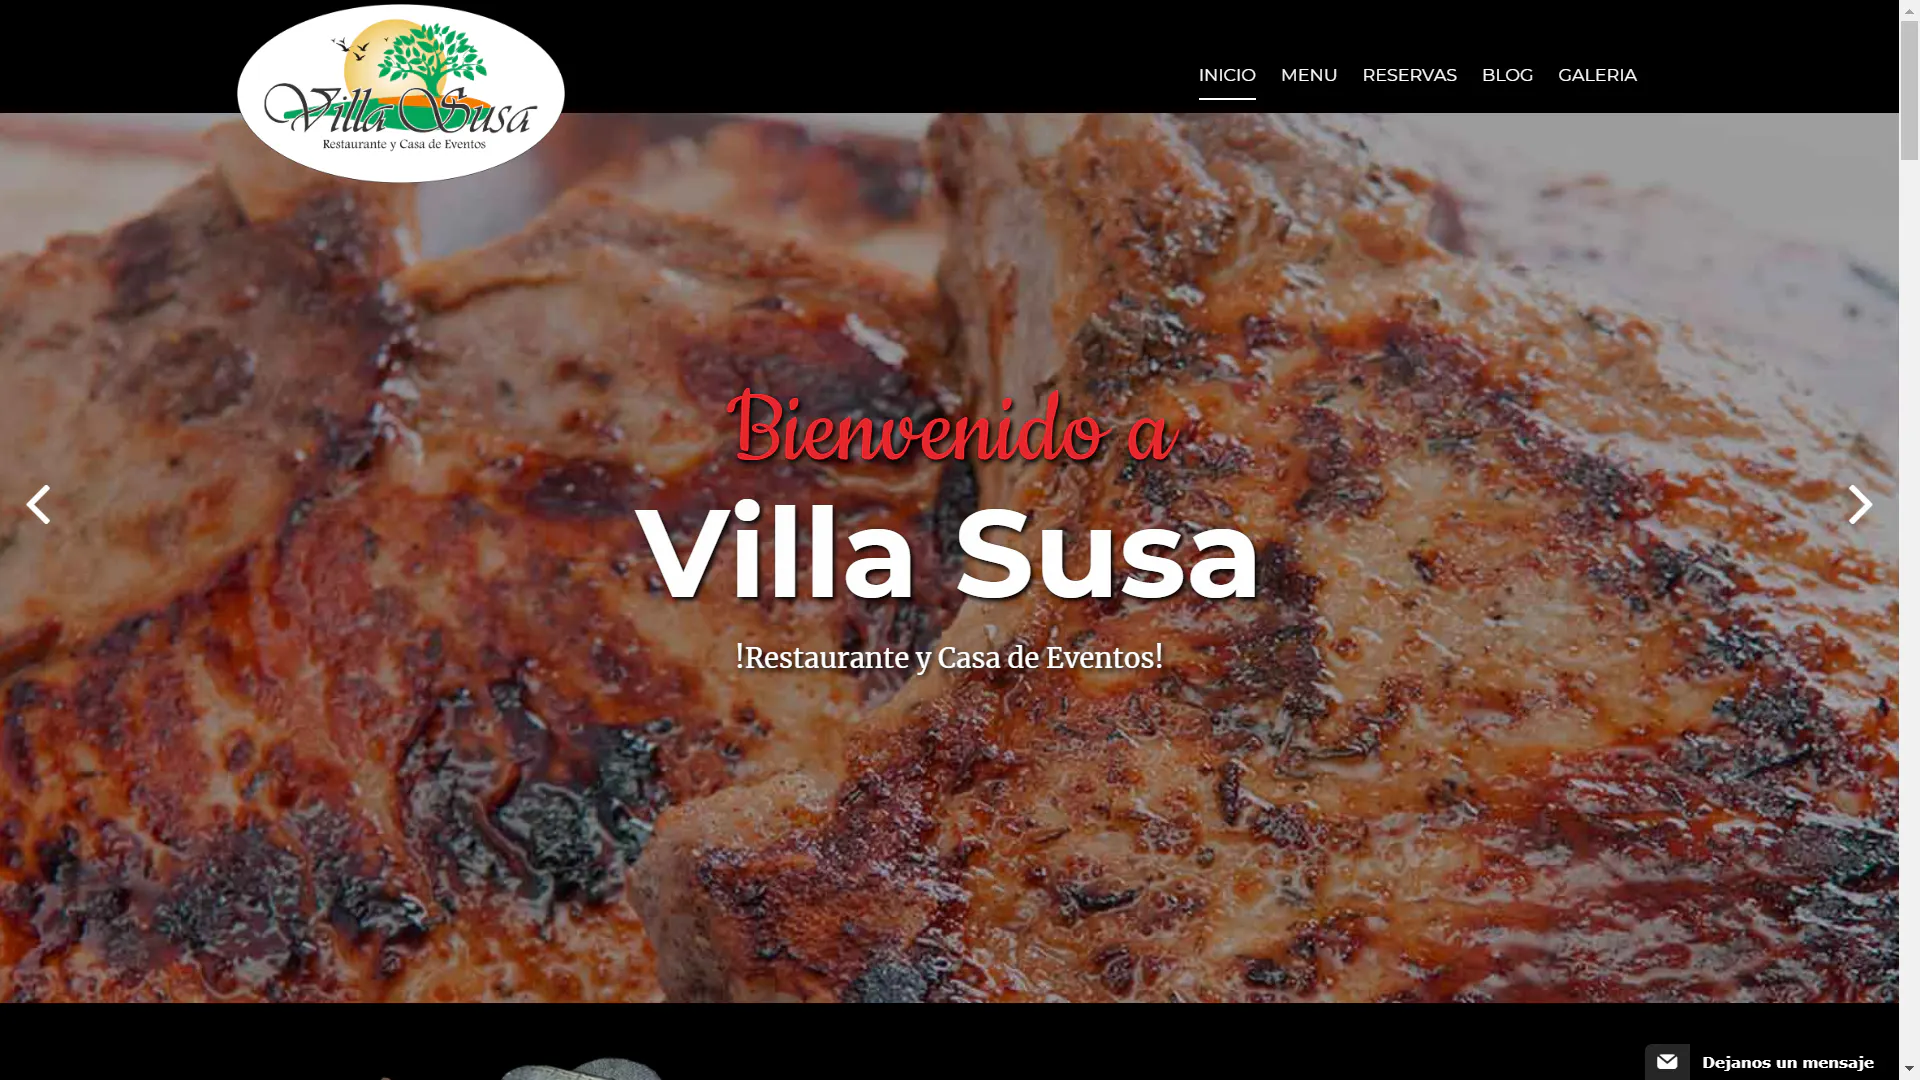 Villa Susa
Restaurante y Casa de Eventos
INICIO MENU RESERVAS BLOG GALERIA
Bienvenido a
Villa Susa
!Restaurante y Casa de Eventos!
Dejanos un mensaje